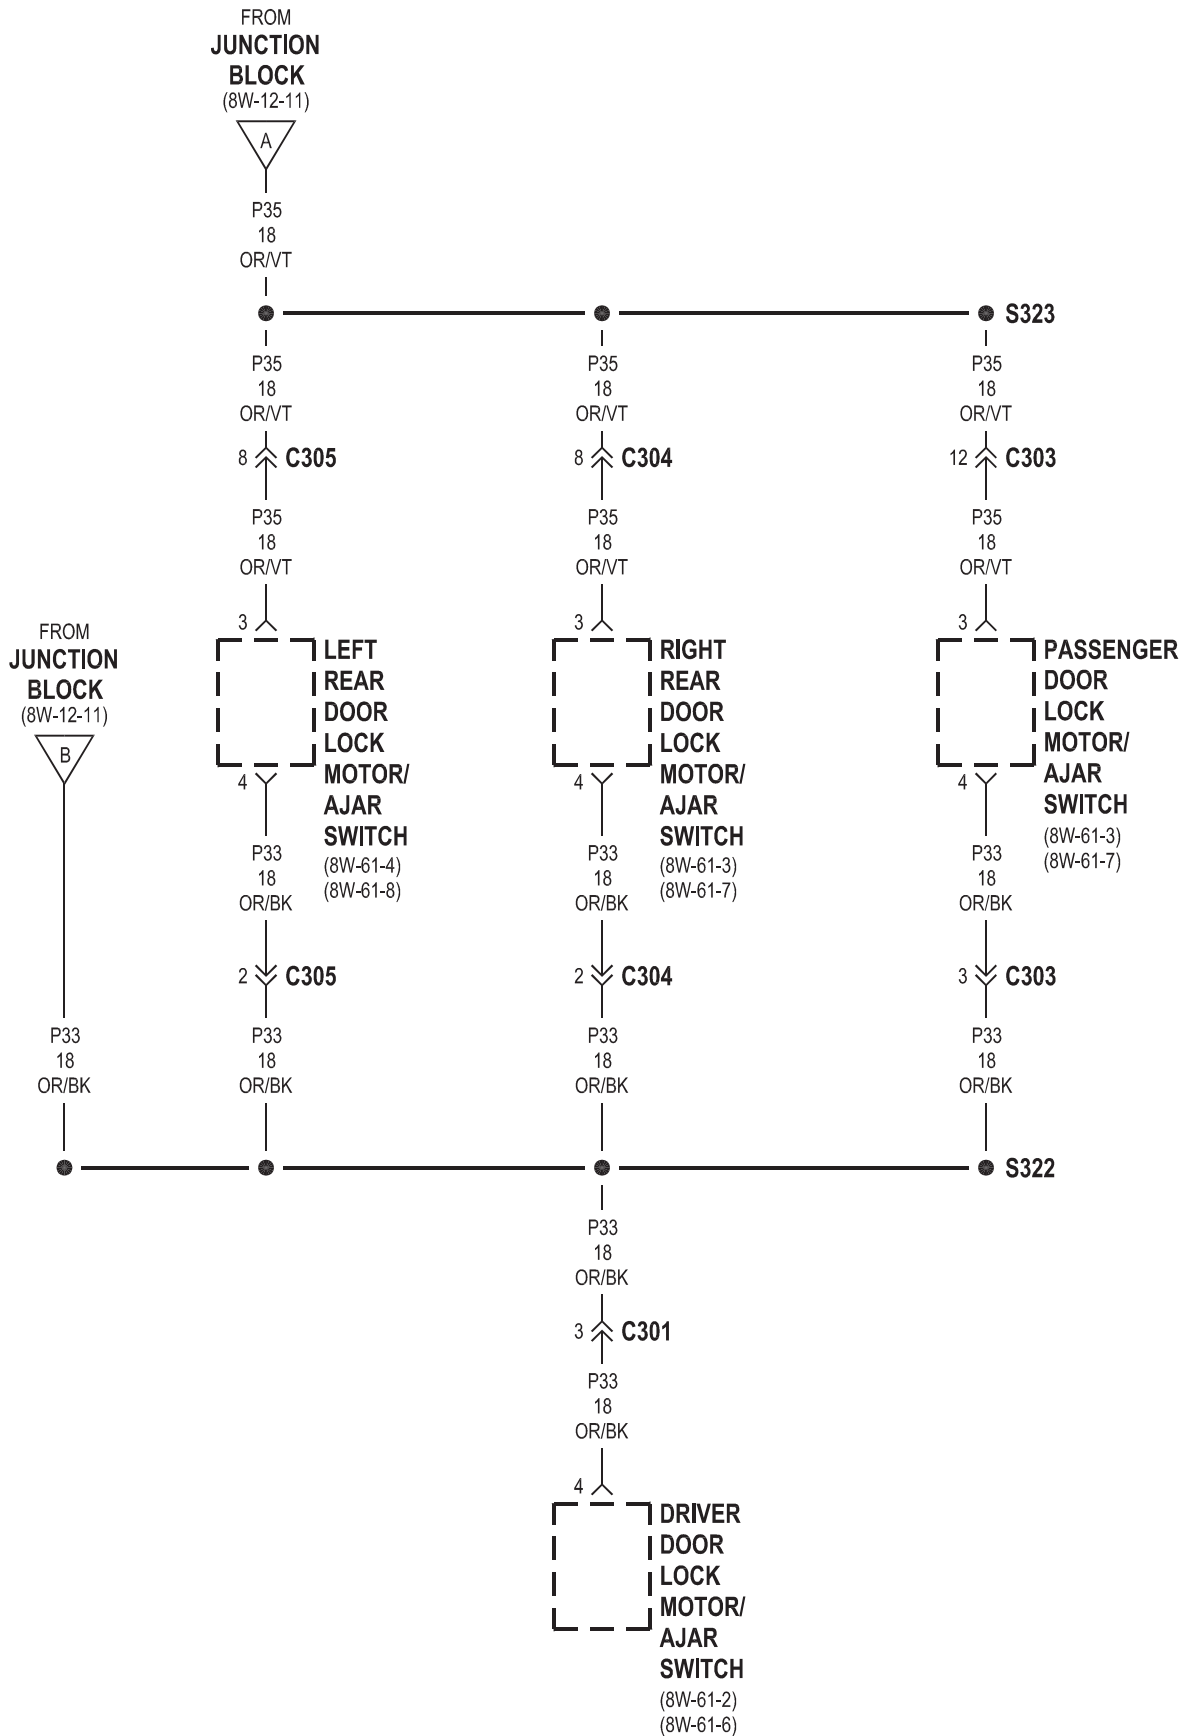 FROM
JUNCTION
BLOCK
(8W-12-11)
A
P35
18
OR/VT
S323
P35
18
OR/VT
P35
18
OR/VT
P35
18
OR/VT
8
C305
8
C304
12
C303
P35
18
OR/VT
P35
18
OR/VT
P35
18
OR/VT
3
3
3
FROM
JUNCTION
BLOCK
(8W-12-11)
B
LEFT
REAR
DOOR
LOCK
MOTOR/
AJAR
SWITCH
(8W-61-4)
(8W-61-8)
RIGHT
REAR
DOOR
LOCK
MOTOR/
AJAR
SWITCH
(8W-61-3)
(8W-61-7)
PASSENGER
DOOR
LOCK
MOTOR/
AJAR
SWITCH
(8W-61-3)
(8W-61-7)
4
4
4
P33
18
OR/BK
P33
18
OR/BK
P33
18
OR/BK
2
C305
2
C304
3
C303
P33
18
OR/BK
P33
18
OR/BK
P33
18
OR/BK
P33
18
OR/BK
S322
P33
18
OR/BK
3
C301
P33
18
OR/BK
4
DRIVER
DOOR
LOCK
MOTOR/
AJAR
SWITCH
(8W-61-2)
(8W-61-6)